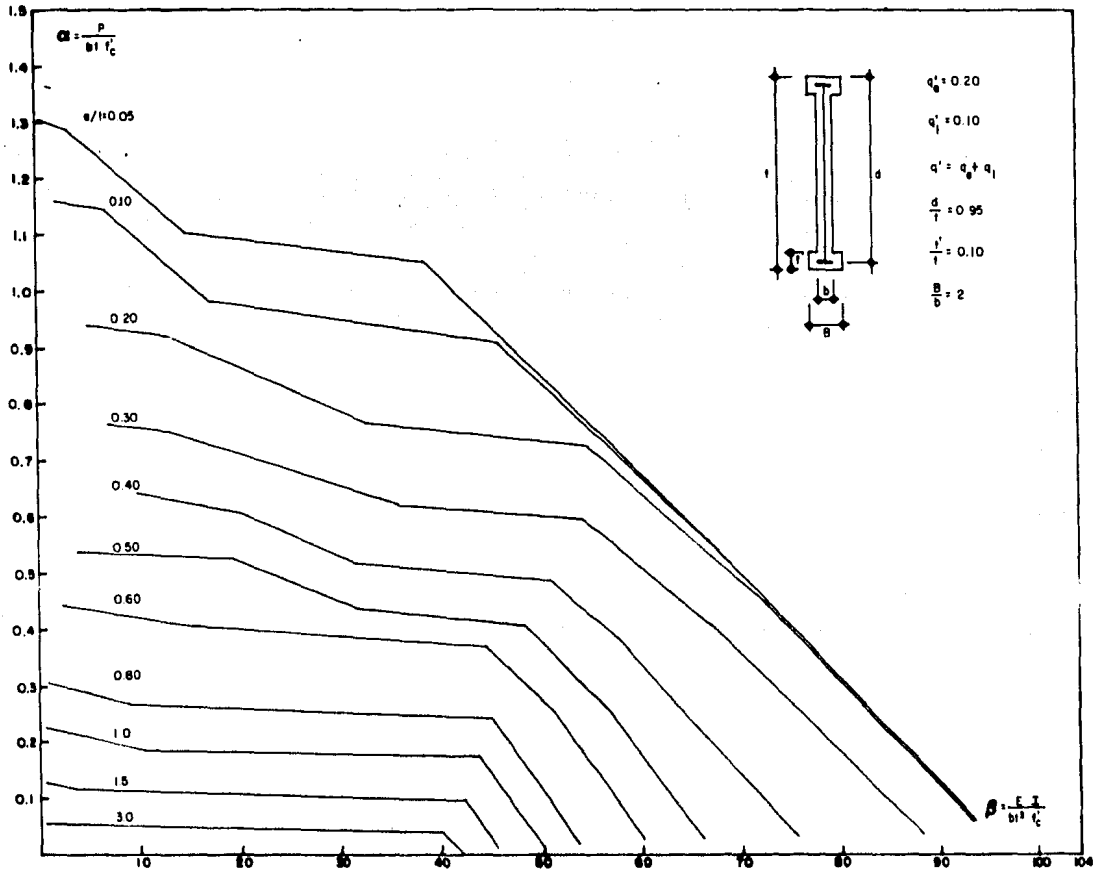 1.5
1.4
1.3
1.2
1.1
1.0
0.9
0.8
0.7
0.6
0.5
0.4
0.3
0.2
0.1
α = P / bt f'c
e/t=0.05
0.10
0.20
0.30
0.40
0.50
0.60
0.80
1.0
1.5
3.0
t
d
t'
b
B
q'e = 0.20
q'l = 0.10
q' = qe + ql
d/t = 0.95
t'/t = 0.10
B/b = 2
β = E I / bt³ f'c
10 20 30 40 50 60 70 80 90 100 104